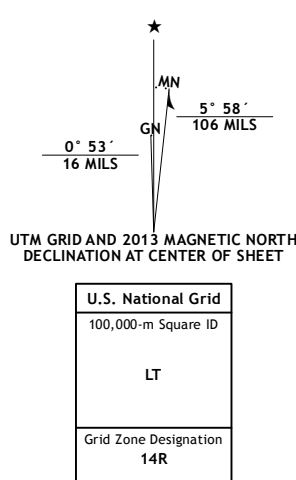 ★
MN
5° 58´
106 MILS
GN
0° 53´
16 MILS
UTM GRID AND 2013 MAGNETIC NORTH
DECLINATION AT CENTER OF SHEET
U.S. National Grid
100,000-m Square ID
LT
Grid Zone Designation
14R